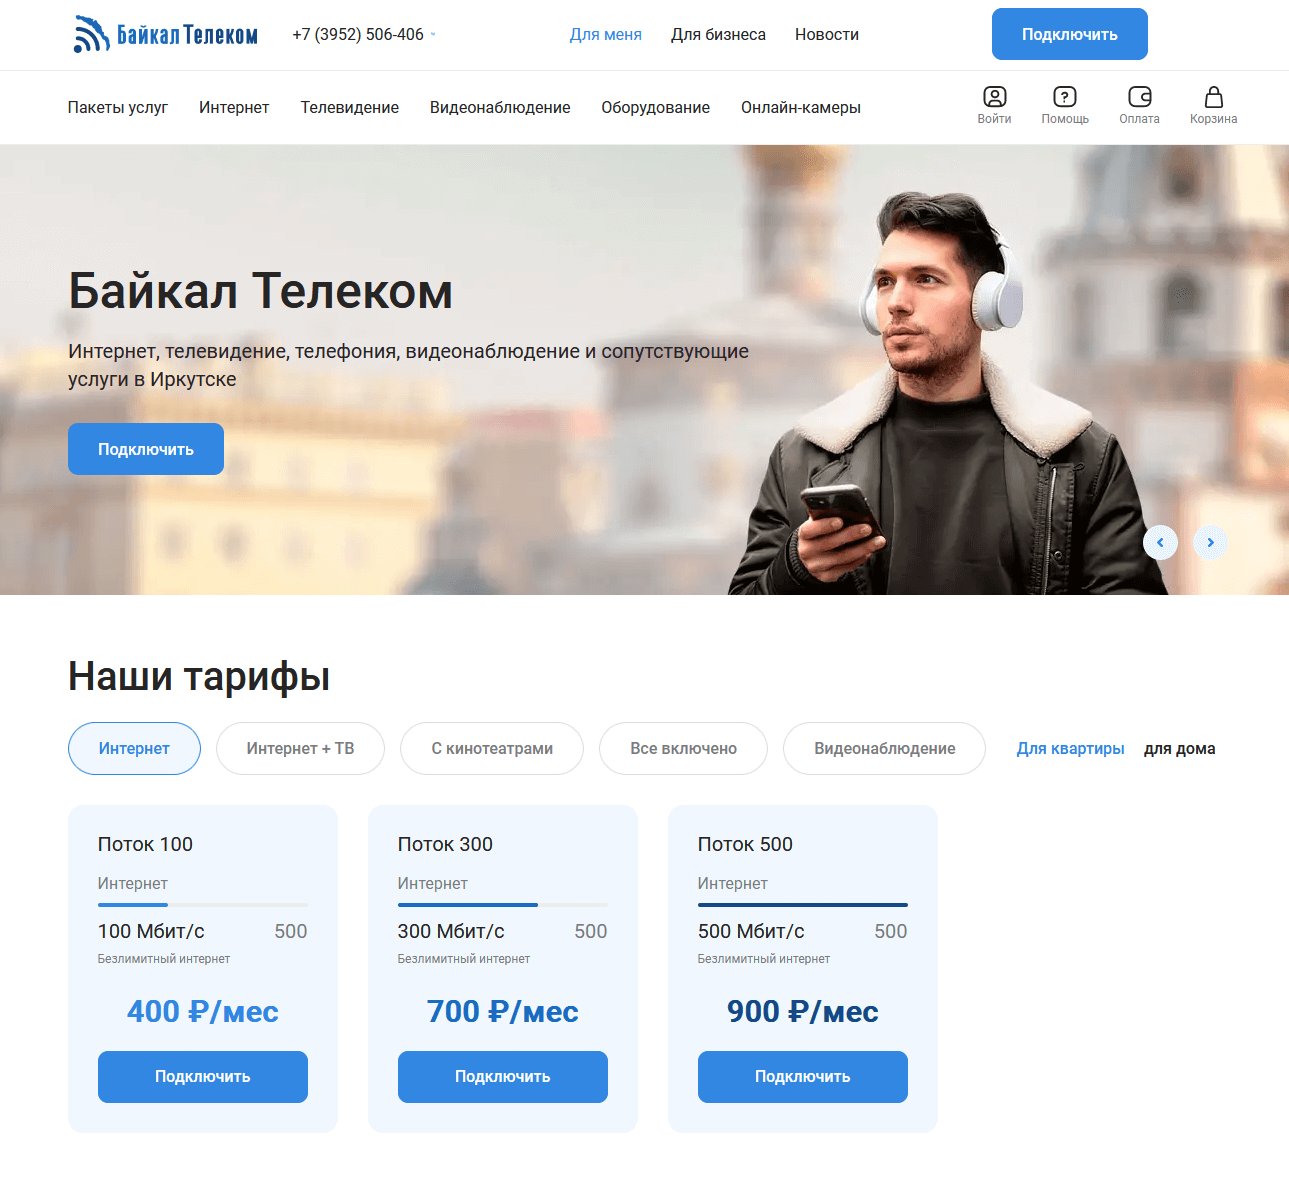 Байкал Телеком
+7 (3952) 506-406
Для меня
Для бизнеса
Новости
Подключить
Пакеты услуг
Интернет
Телевидение
Видеонаблюдение
Оборудование
Онлайн-камеры
Войти
Помощь
Оплата
Корзина
Байкал Телеком
Интернет, телевидение, телефония, видеонаблюдение и сопутствующие
услуги в Иркутске
Подключить
Наши тарифы
Интернет
Интернет + ТВ
С кинотеатрами
Все включено
Видеонаблюдение
Для квартиры
для дома
Поток 100
Интернет
100 Мбит/с 500
Безлимитный интернет
400 ₽/мес
Подключить
Поток 300
Интернет
300 Мбит/с 500
Безлимитный интернет
700 ₽/мес
Подключить
Поток 500
Интернет
500 Мбит/с 500
Безлимитный интернет
900 ₽/мес
Подключить